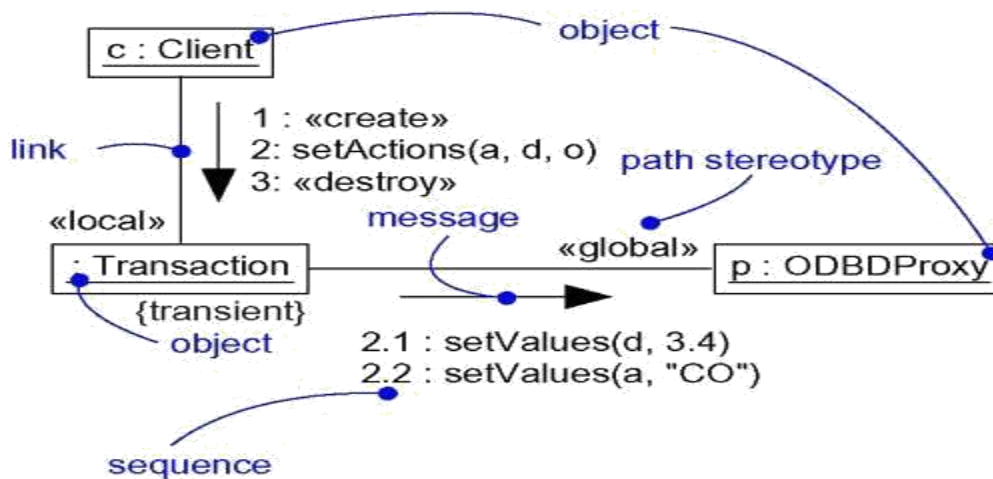 object
c : Client
1 : «create»
link
2: setActions(a, d, o)
path stereotype
3: «destroy»
«local»
message
«global»
: Transaction
p : ODBDProxy
{transient}
object
2.1 : setValues(d, 3.4)
2.2 : setValues(a, "CO")
sequence